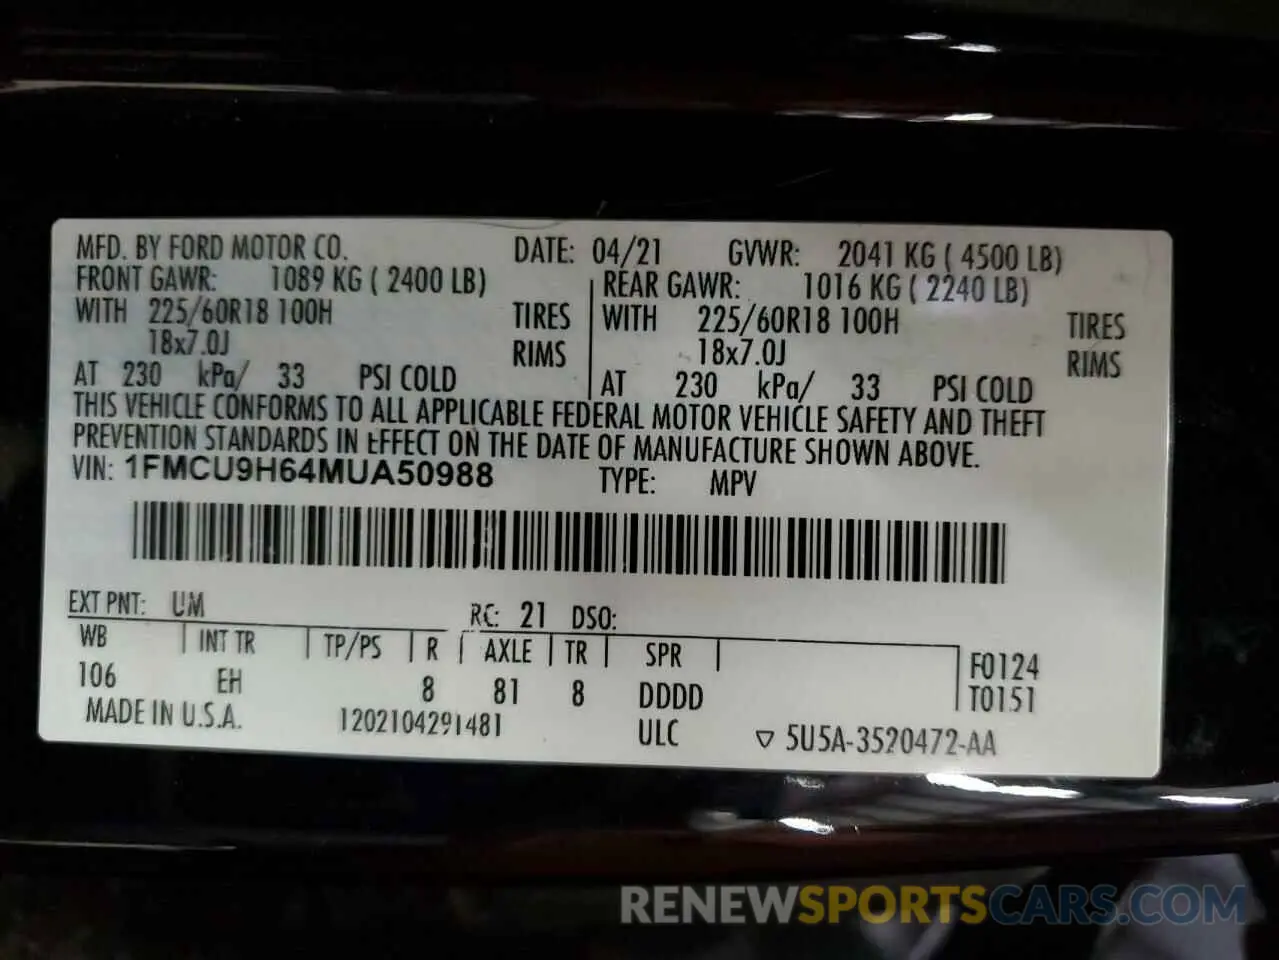 MFD. BY FORD MOTOR CO. DATE: 04/21 GVWR: 2041 KG ( 4500 LB)
FRONT GAWR: 1089 KG ( 2400 LB) REAR GAWR: 1016 KG ( 2240 LB)
WITH 225/60R18 100H TIRES WITH 225/60R18 100H TIRES
18x7.0J RIMS 18x7.0J RIMS
AT 230 kPa/ 33 PSI COLD AT 230 kPa/ 33 PSI COLD
THIS VEHICLE CONFORMS TO ALL APPLICABLE FEDERAL MOTOR VEHICLE SAFETY AND THEFT
PREVENTION STANDARDS IN EFFECT ON THE DATE OF MANUFACTURE SHOWN ABOVE.
VIN: 1FMCU9H64MUA50988 TYPE: MPV
EXT PNT: UM RC: 21 DSO:
WB INT TR TP/PS R AXLE TR SPR
106 EH 8 81 8 DDDD
F0124
T0151
MADE IN U.S.A. 1202104291481 ULC ▽ 5U5A-3520472-AA
RENEWSPORTSCARS.COM